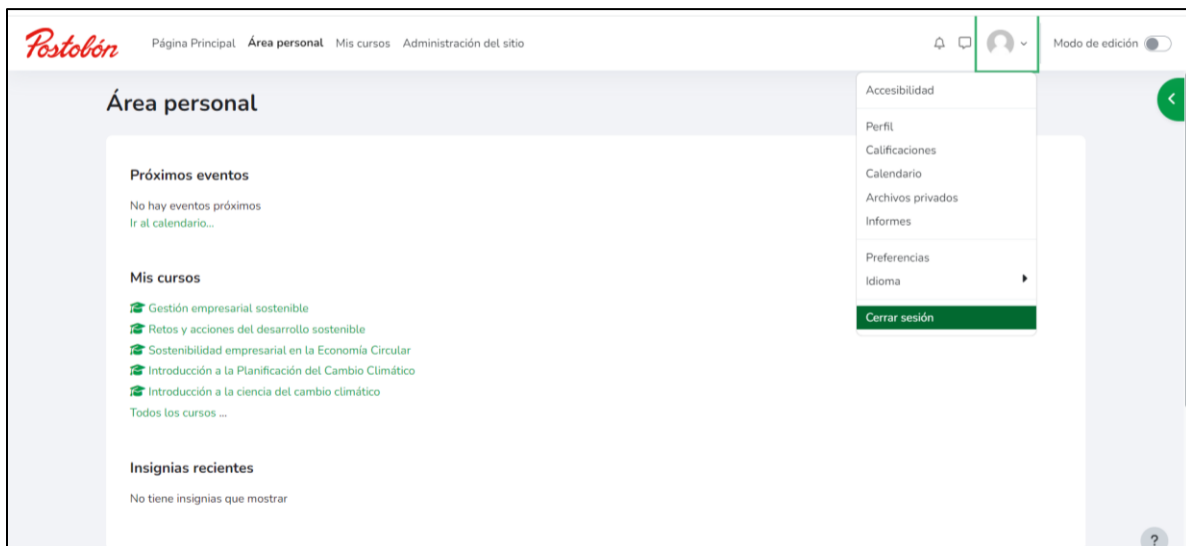 Postobón
Página Principal Área personal Mis cursos Administración del sitio
Modo de edición
Área personal
Accesibilidad
Perfil
Calificaciones
Calendario
Archivos privados
Informes
Preferencias
Idioma
Cerrar sesión
Próximos eventos
No hay eventos próximos
Ir al calendario...
Mis cursos
Gestión empresarial sostenible
Retos y acciones del desarrollo sostenible
Sostenibilidad empresarial en la Economía Circular
Introducción a la Planificación del Cambio Climático
Introducción a la ciencia del cambio climático
Todos los cursos ...
Insignias recientes
No tiene insignias que mostrar
?